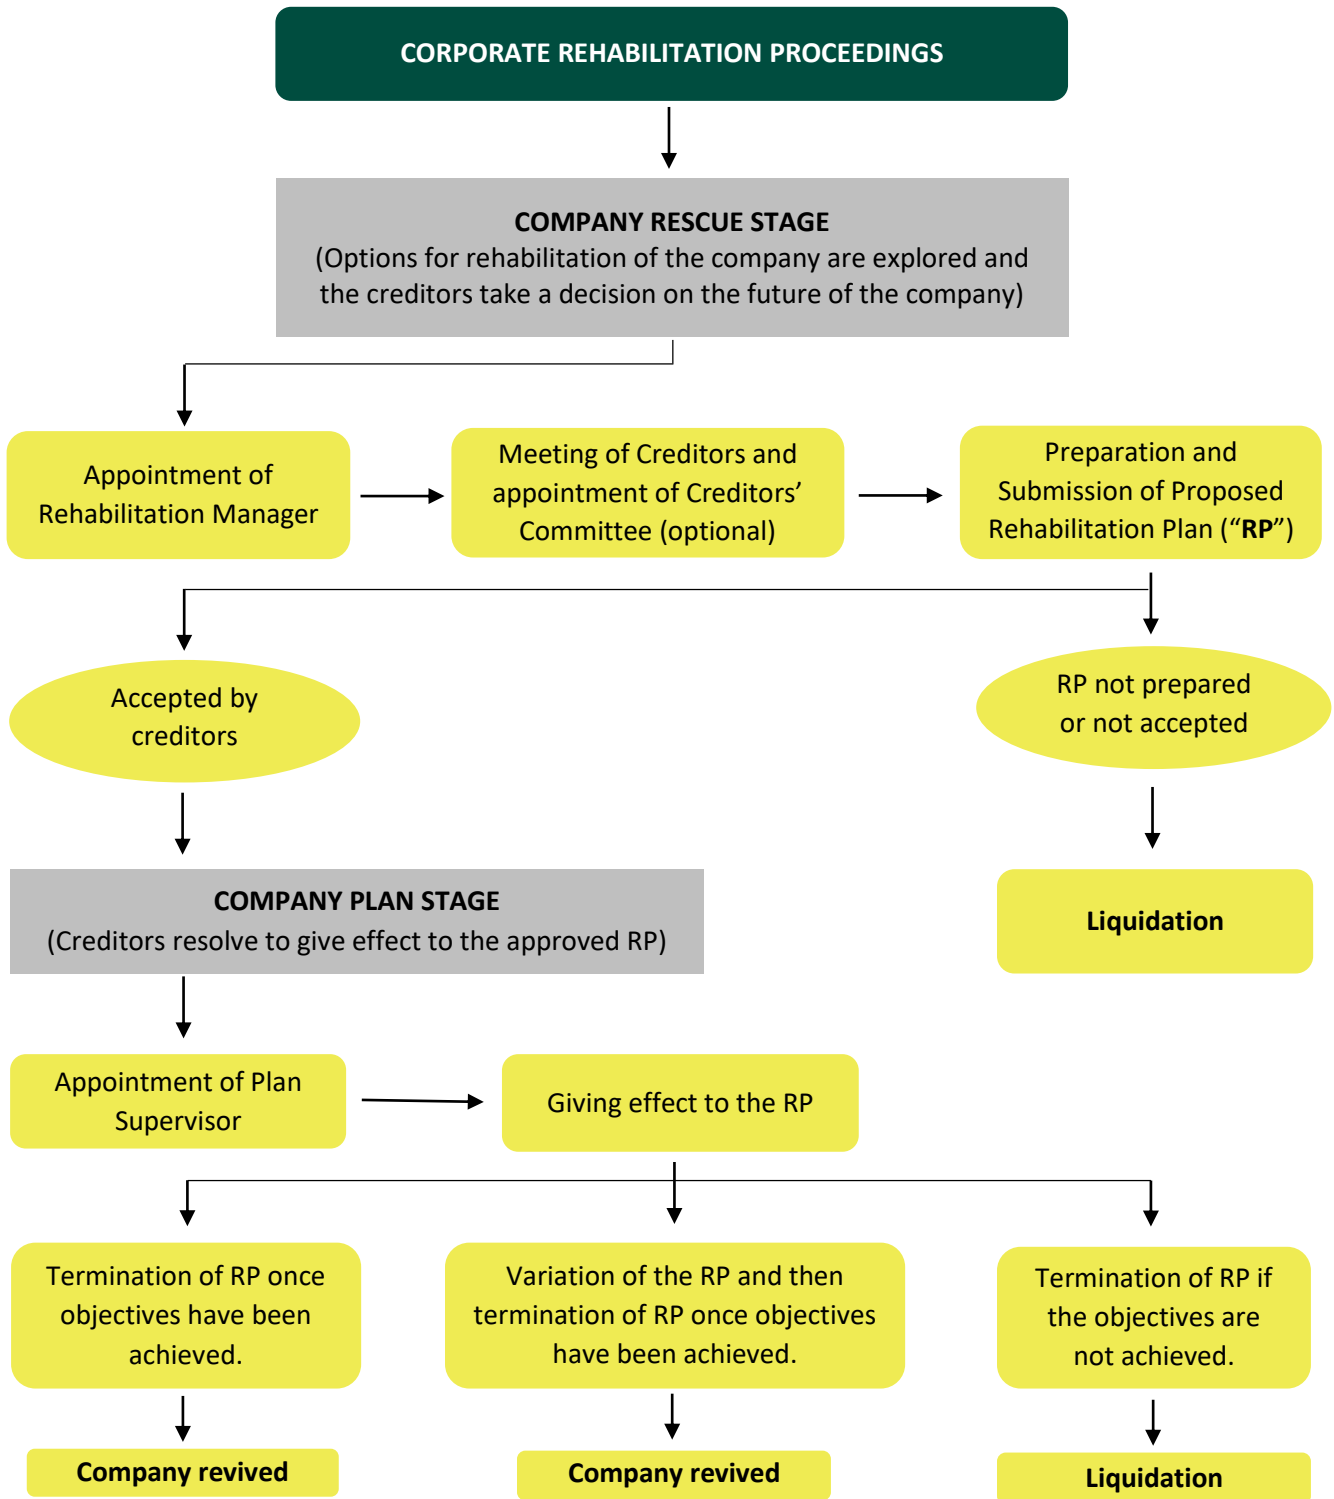 CORPORATE REHABILITATION PROCEEDINGS
COMPANY RESCUE STAGE
(Options for rehabilitation of the company are explored and
the creditors take a decision on the future of the company)
Appointment of
Rehabilitation Manager
Meeting of Creditors and
appointment of Creditors’
Committee (optional)
Preparation and
Submission of Proposed
Rehabilitation Plan (“RP”)
Accepted by
creditors
RP not prepared
or not accepted
COMPANY PLAN STAGE
(Creditors resolve to give effect to the approved RP)
Liquidation
Appointment of Plan
Supervisor
Giving effect to the RP
Termination of RP once
objectives have been
achieved.
Variation of the RP and then
termination of RP once objectives
have been achieved.
Termination of RP if
the objectives are
not achieved.
Company revived
Company revived
Liquidation